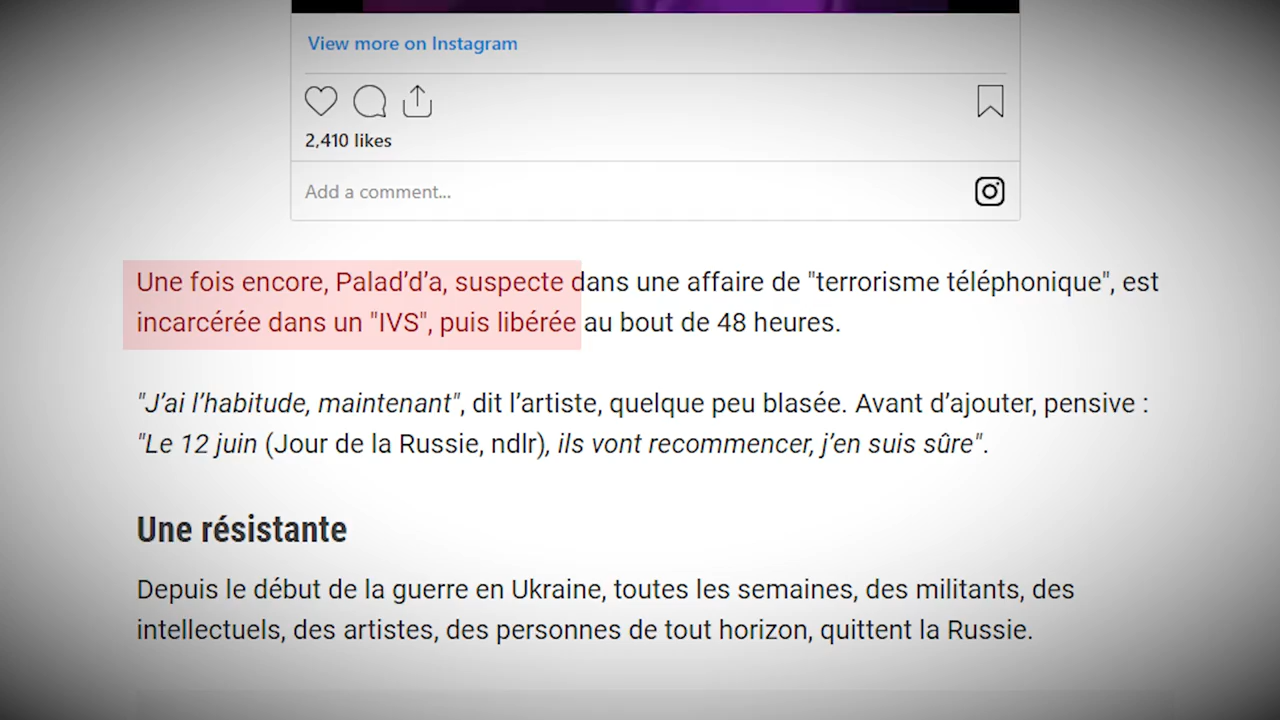 View more on Instagram
2,410 likes
Add a comment...
Une fois encore, Palad’d’a, suspecte dans une affaire de "terrorisme téléphonique", est
incarcérée dans un "IVS", puis libérée au bout de 48 heures.
"J’ai l’habitude, maintenant", dit l’artiste, quelque peu blasée. Avant d’ajouter, pensive :
"Le 12 juin (Jour de la Russie, ndlr), ils vont recommencer, j’en suis sûre".
Une résistante
Depuis le début de la guerre en Ukraine, toutes les semaines, des militants, des
intellectuels, des artistes, des personnes de tout horizon, quittent la Russie.